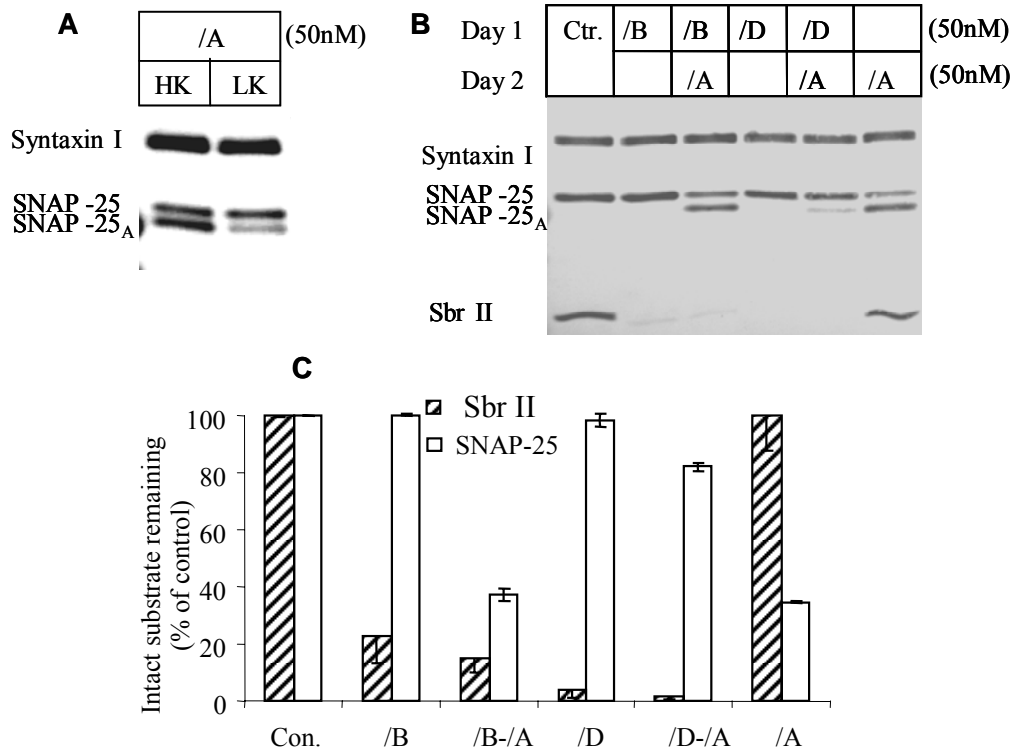 A
/A (50nM)
HK LK
Syntaxin I
SNAP -25
SNAP -25A
B
Day 1 Ctr. /B /B /D /D (50nM)
Day 2 /A /A /A (50nM)
Syntaxin I
SNAP -25
SNAP -25A
Sbr II
C
Sbr II
SNAP-25
Intact substrate remaining
(% of control)
100
80
60
40
20
0
Con. /B /B-/A /D /D-/A /A